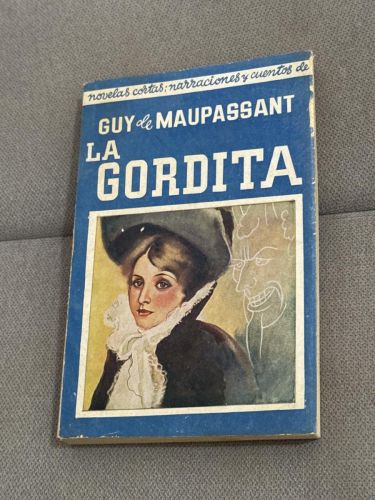 novelas cortas; narraciones y cuentos de
GUY de MAUPASSANT
LA
GORDITA